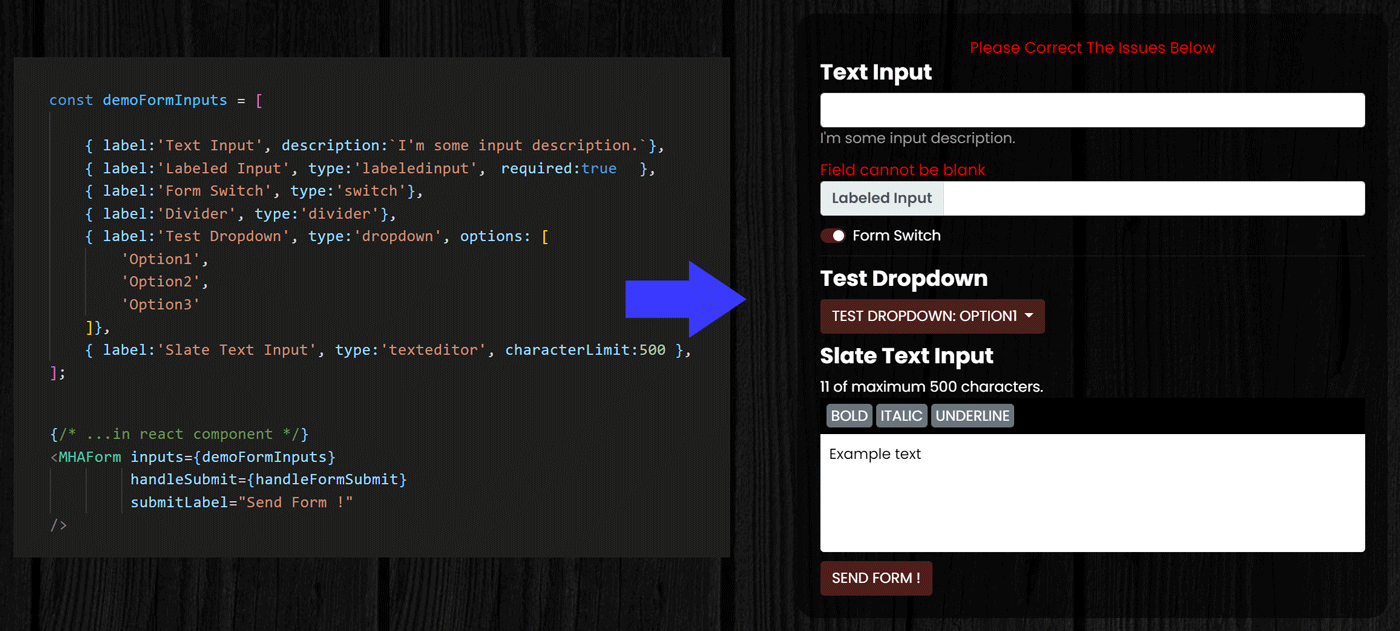 const demoFormInputs = [
{ label:'Text Input', description:`I'm some input description.`},
{ label:'Labeled Input', type:'labeledinput', required:true },
{ label:'Form Switch', type:'switch'},
{ label:'Divider', type:'divider'},
{ label:'Test Dropdown', type:'dropdown', options: [
'Option1',
'Option2',
'Option3'
]},
{ label:'Slate Text Input', type:'texteditor', characterLimit:500 },
];
{/* ...in react component */}
<MHAForm inputs={demoFormInputs}
handleSubmit={handleFormSubmit}
submitLabel="Send Form !"
/>
Please Correct The Issues Below
Text Input
I'm some input description.
Field cannot be blank
Labeled Input
Form Switch
Test Dropdown
TEST DROPDOWN: OPTION1
Slate Text Input
11 of maximum 500 characters.
BOLD ITALIC UNDERLINE
Example text
SEND FORM !